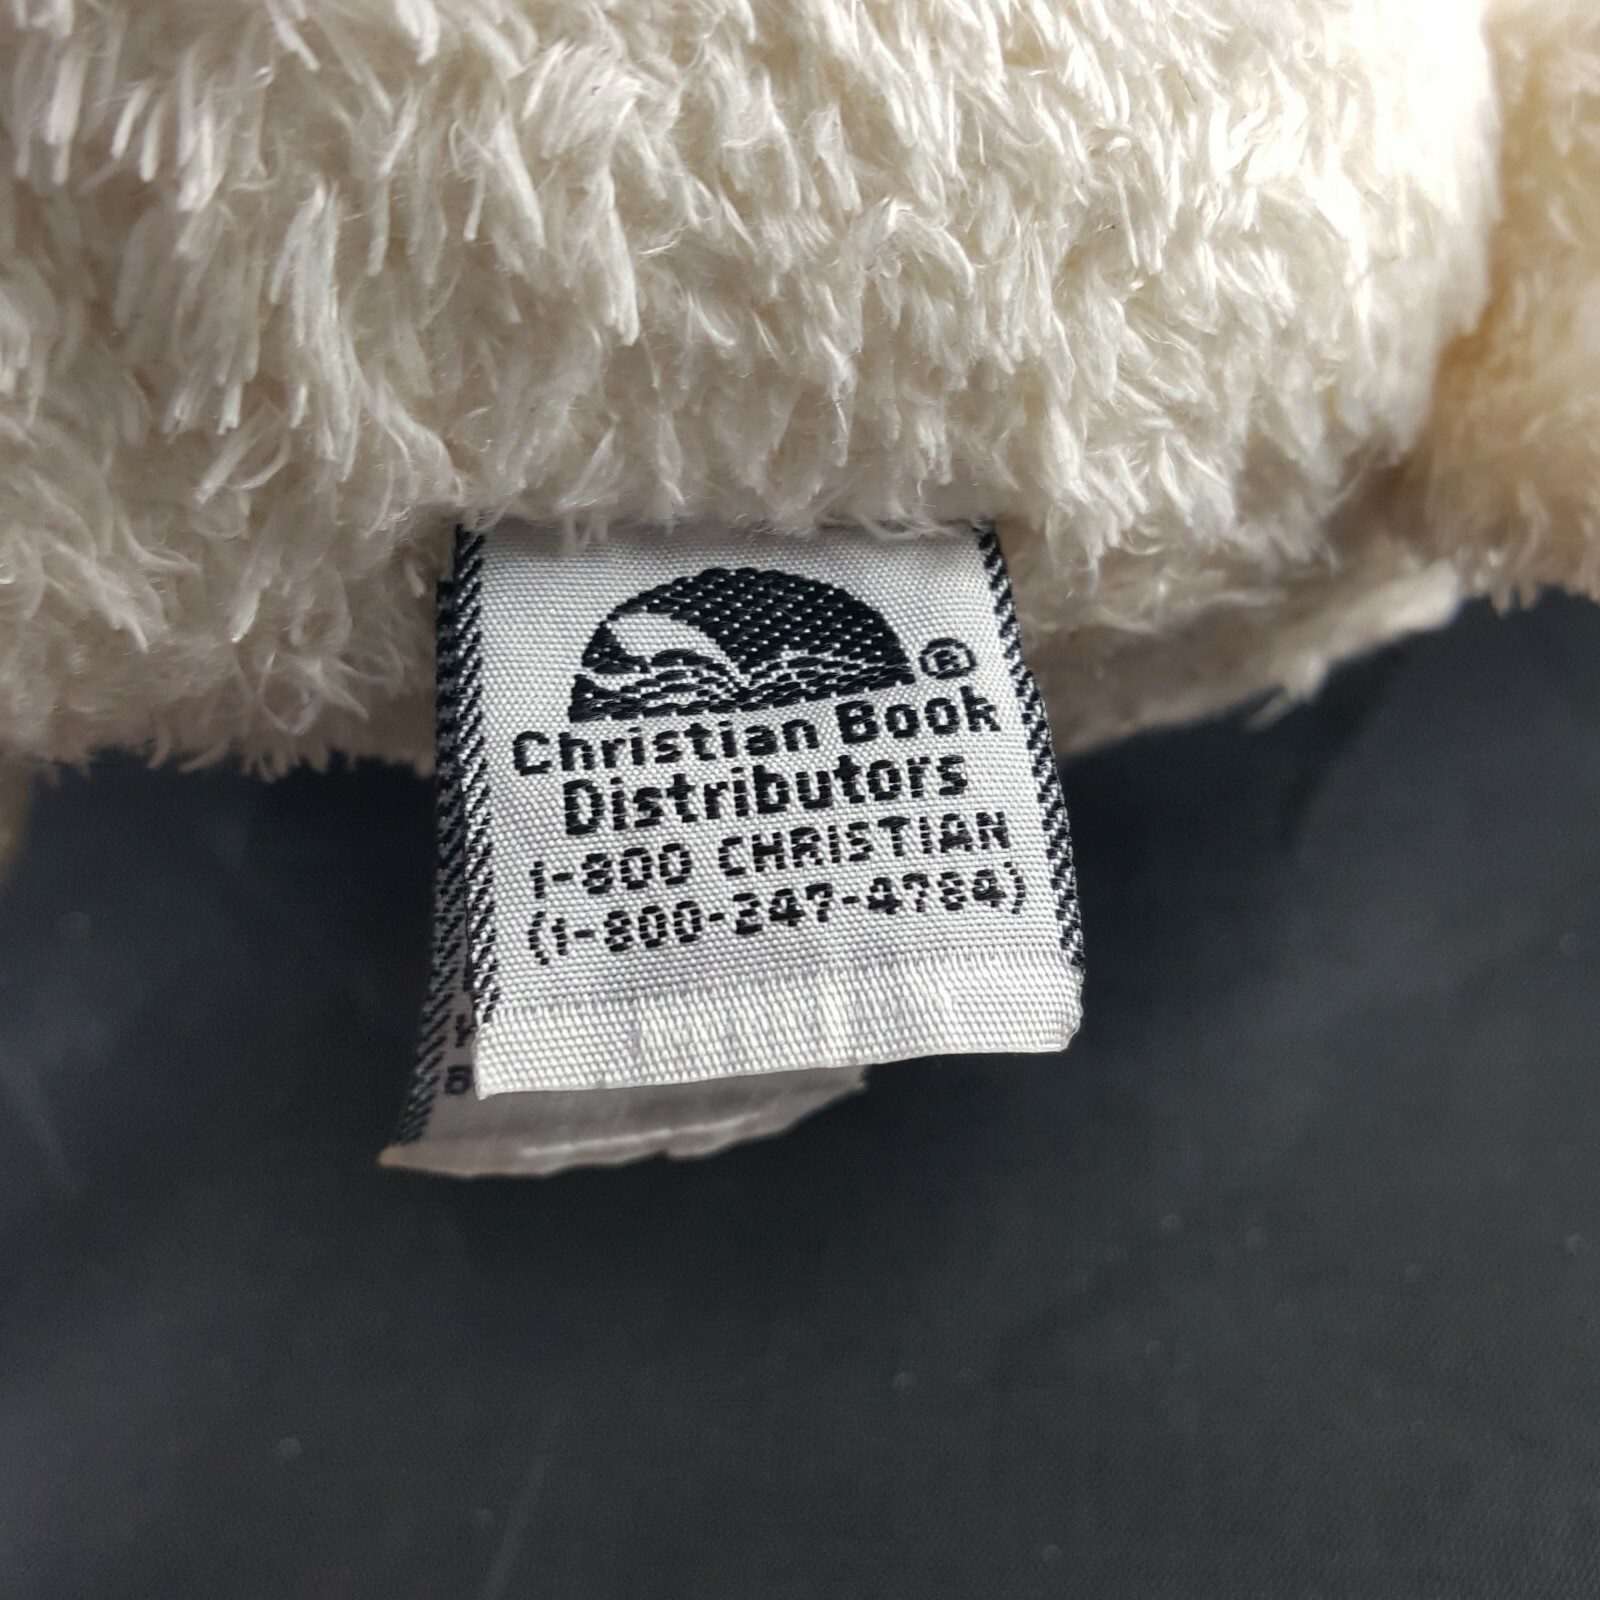 ®
Christian Book
Distributors
1-800 CHRISTIAN
(1-800-247-4784)